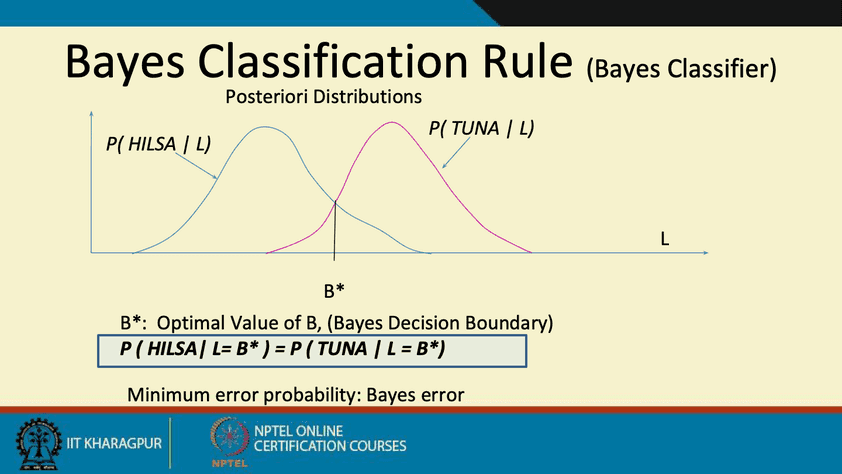 Bayes Classification Rule (Bayes Classifier)
Posteriori Distributions
P( HILSA | L)
P( TUNA | L)
L
B*
B*: Optimal Value of B, (Bayes Decision Boundary)
P ( HILSA| L= B* ) = P ( TUNA | L = B*)
Minimum error probability: Bayes error
IIT KHARAGPUR
NPTEL
NPTEL ONLINE
CERTIFICATION COURSES